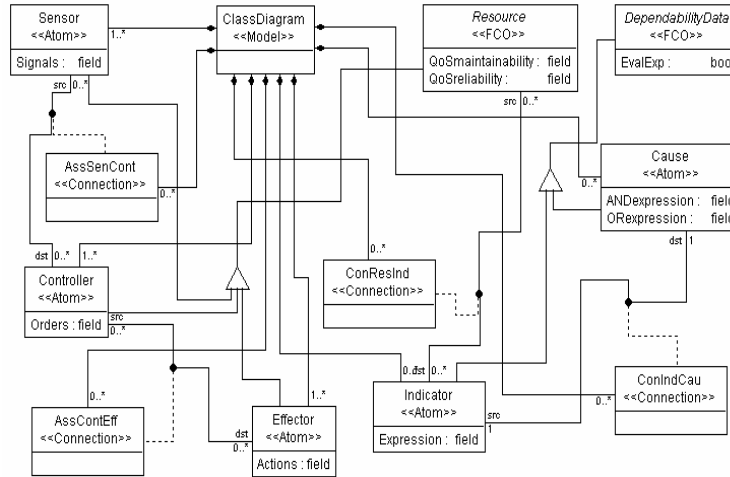 Sensor
<<Atom>>
Signals : field
1..*
ClassDiagram
<<Model>>
Resource
<<FCO>>
QoSmaintainability : field
QoSreliability : field
DependabilityData
<<FCO>>
EvalExp : boo
src 0..*
src 0..*
AssSenCont
<<Connection>>
0..*
Cause
<<Atom>>
ANDexpression : field
ORexpression : field
0..*
dst 1
dst 0..*
1..*
0..*
Controller
<<Atom>>
Orders : field
src
0..*
ConResInd
<<Connection>>
0..*
1..*
0..dst 0..*
ConIndCau
<<Connection>>
0..*
AssContEff
<<Connection>>
Effector
<<Atom>>
Actions : field
dst
0..*
Indicator
<<Atom>>
Expression : field
src
1